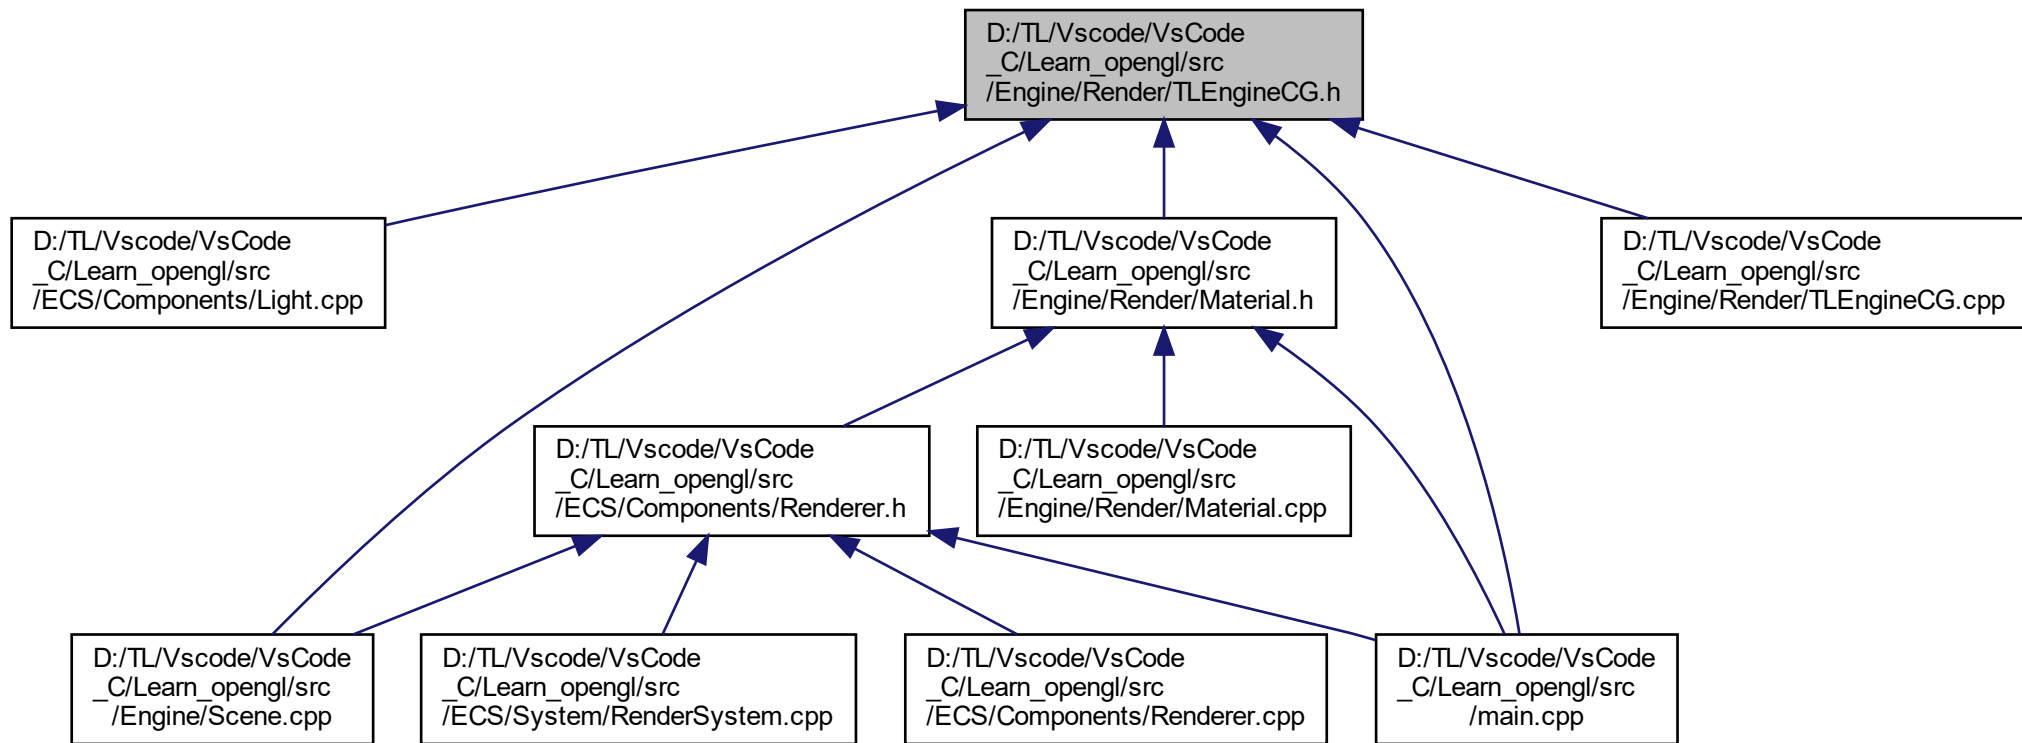 D:/TL/Vscode/VsCode
_C/Learn_opengl/src
/Engine/Render/TLEngineCG.h
D:/TL/Vscode/VsCode
_C/Learn_opengl/src
/ECS/Components/Light.cpp
D:/TL/Vscode/VsCode
_C/Learn_opengl/src
/Engine/Render/Material.h
D:/TL/Vscode/VsCode
_C/Learn_opengl/src
/Engine/Render/TLEngineCG.cpp
D:/TL/Vscode/VsCode
_C/Learn_opengl/src
/ECS/Components/Renderer.h
D:/TL/Vscode/VsCode
_C/Learn_opengl/src
/Engine/Render/Material.cpp
D:/TL/Vscode/VsCode
_C/Learn_opengl/src
/Engine/Scene.cpp
D:/TL/Vscode/VsCode
_C/Learn_opengl/src
/ECS/System/RenderSystem.cpp
D:/TL/Vscode/VsCode
_C/Learn_opengl/src
/ECS/Components/Renderer.cpp
D:/TL/Vscode/VsCode
_C/Learn_opengl/src
/main.cpp